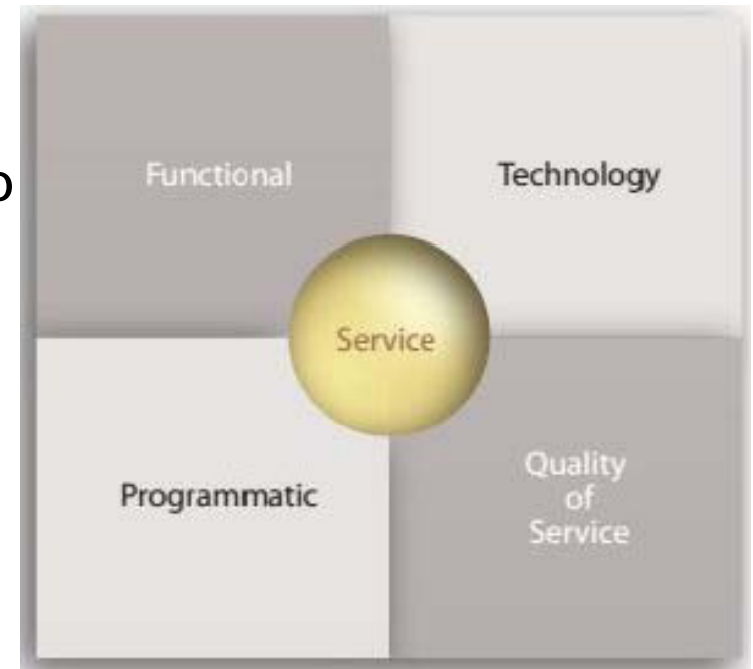 Functional
Technology
Service
Programmatic
Quality
of
Service